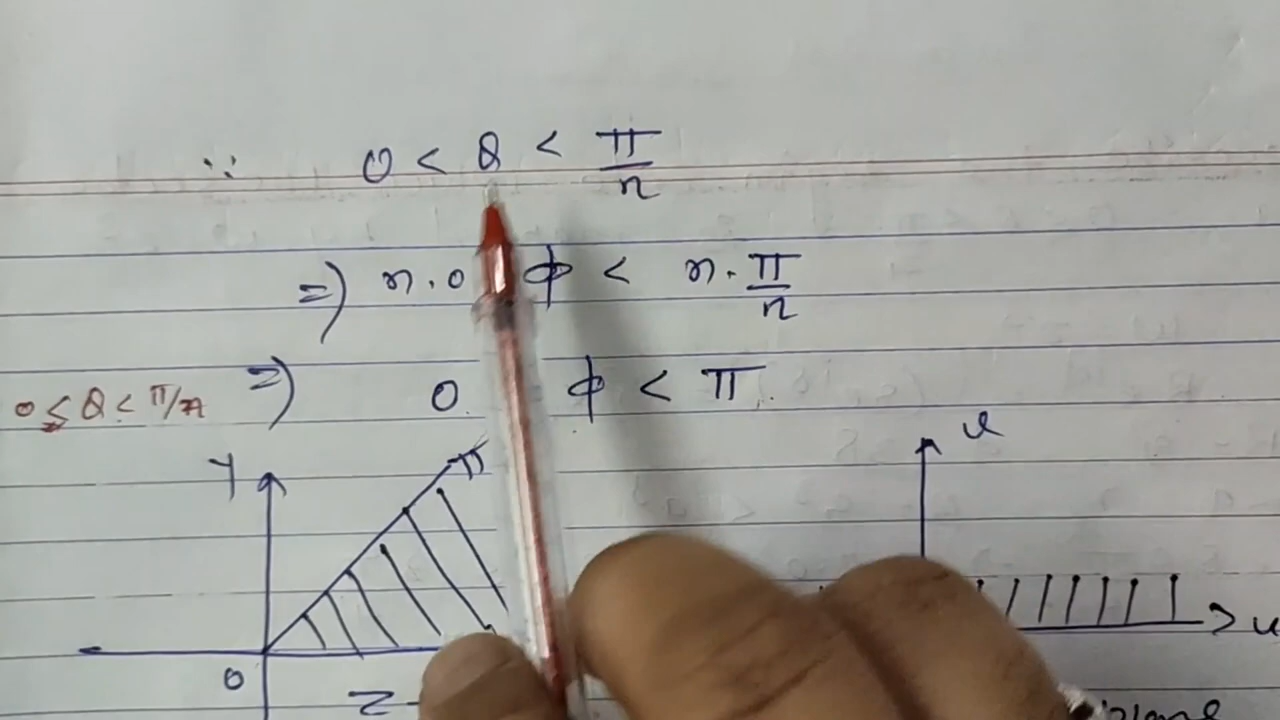 ∵ 0 < θ < π/n
⇒ n.0 φ < n.π/n
⇒ 0 φ < π
0 ≤ θ < π/n
Y π
v
0
u
Z